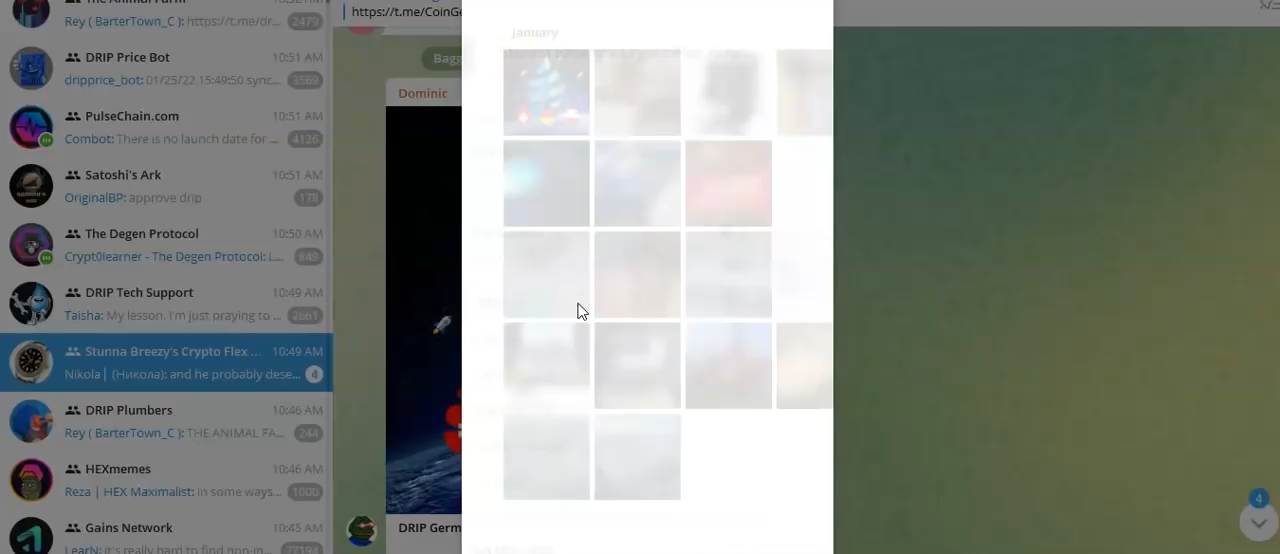 Rey ( BarterTown_C ): https://t.me/dr...
2479
DRIP Price Bot
10:51 AM
dripprice_bot: 01/25/22 15:49:50 sync...
3569
PulseChain.com
10:51 AM
Combot: There is no launch date for ...
4126
Satoshi's Ark
10:51 AM
OriginalBP: approve drip
178
The Degen Protocol
10:50 AM
Crypt0learner - The Degen Protocol: L...
849
DRIP Tech Support
10:49 AM
Taisha: My lesson. I'm just praying to ...
2661
Stunna Breezy's Crypto Flex ...
10:49 AM
Nikola | (Никола): and he probably dese...
4
DRIP Plumbers
10:46 AM
Rey ( BarterTown_C ): THE ANIMAL FA...
244
HEXmemes
10:46 AM
Reza | HEX Maximalist: in some ways...
1000
Gains Network
10:45 AM
LearN: it's really hard to find non-in...
https://t.me/CoinGe
Bagg
Dominic
DRIP Germ
January
4